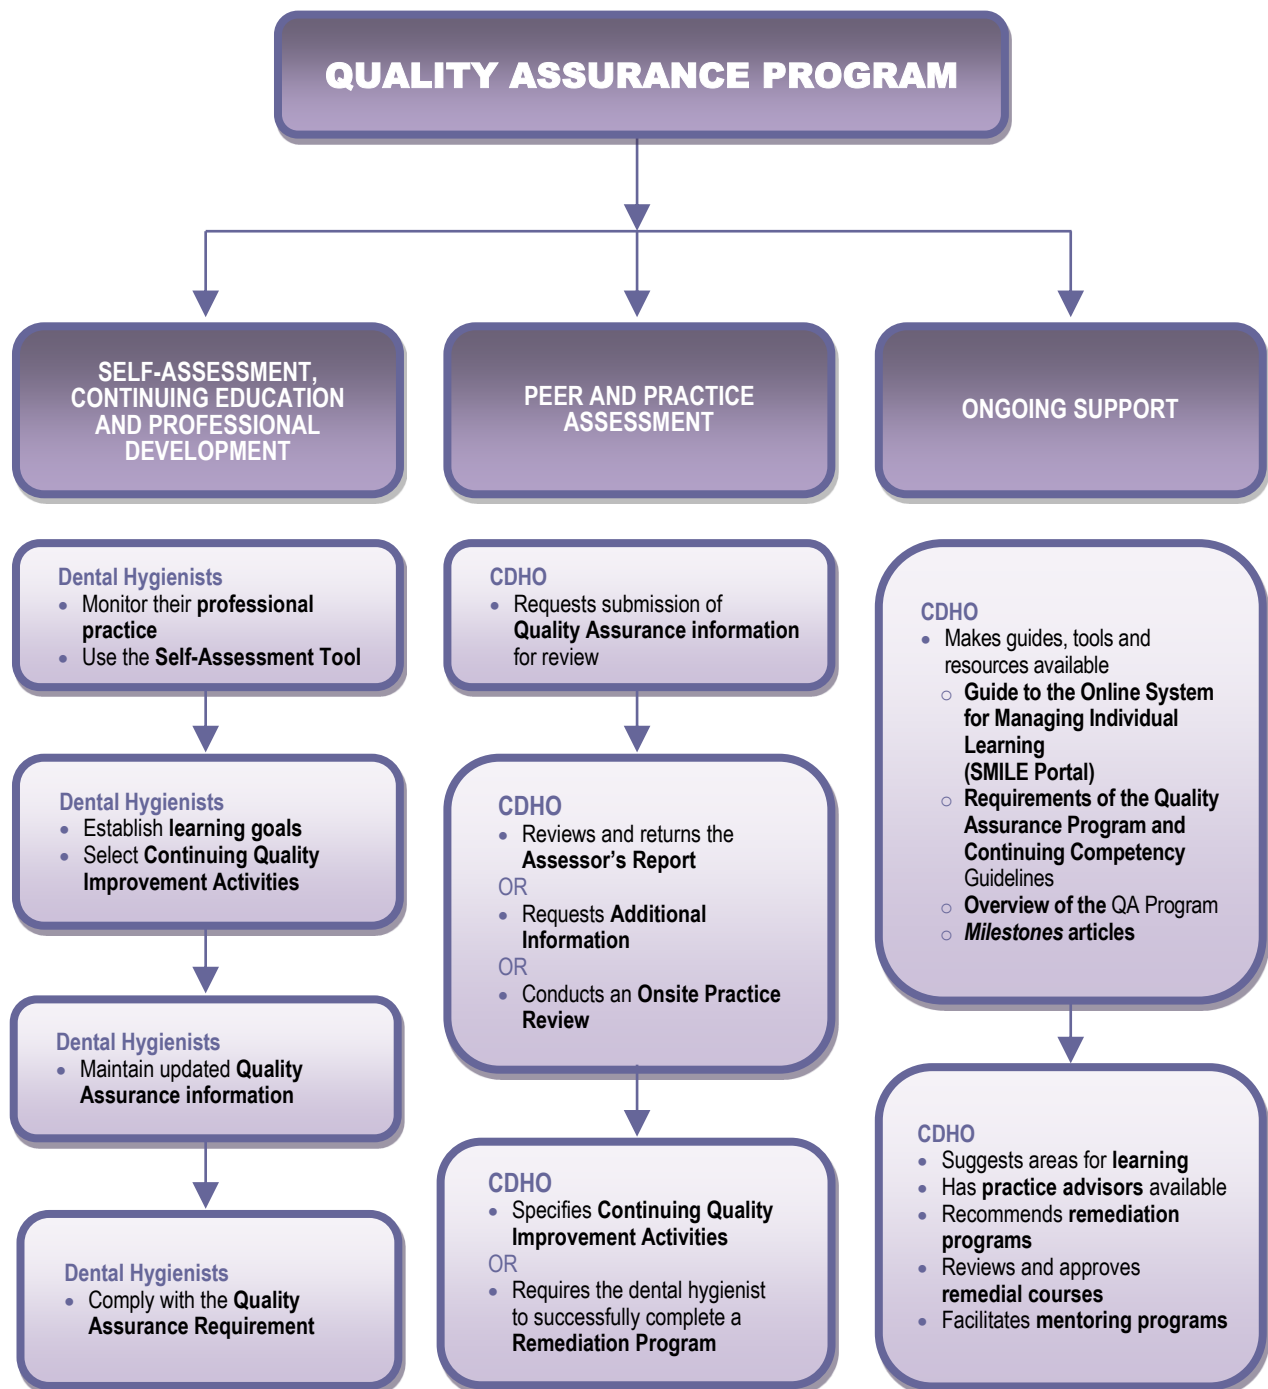 QUALITY ASSURANCE PROGRAM
SELF-ASSESSMENT,
CONTINUING EDUCATION
AND PROFESSIONAL
DEVELOPMENT
Dental Hygienists
• Monitor their professional
practice
• Use the Self-Assessment Tool
Dental Hygienists
• Establish learning goals
• Select Continuing Quality
Improvement Activities
Dental Hygienists
• Maintain updated Quality
Assurance information
Dental Hygienists
• Comply with the Quality
Assurance Requirement
PEER AND PRACTICE
ASSESSMENT
CDHO
• Requests submission of
Quality Assurance information
for review
CDHO
• Reviews and returns the
Assessor's Report
OR
• Requests Additional
Information
OR
• Conducts an Onsite Practice
Review
CDHO
• Specifies Continuing Quality
Improvement Activities
OR
• Requires the dental hygienist
to successfully complete a
Remediation Program
ONGOING SUPPORT
CDHO
• Makes guides, tools and
resources available
○ Guide to the Online System
for Managing Individual
Learning
(SMILE Portal)
○ Requirements of the Quality
Assurance Program and
Continuing Competency
Guidelines
○ Overview of the QA Program
○ Milestones articles
CDHO
• Suggests areas for learning
• Has practice advisors available
• Recommends remediation
programs
• Reviews and approves
remedial courses
• Facilitates mentoring programs